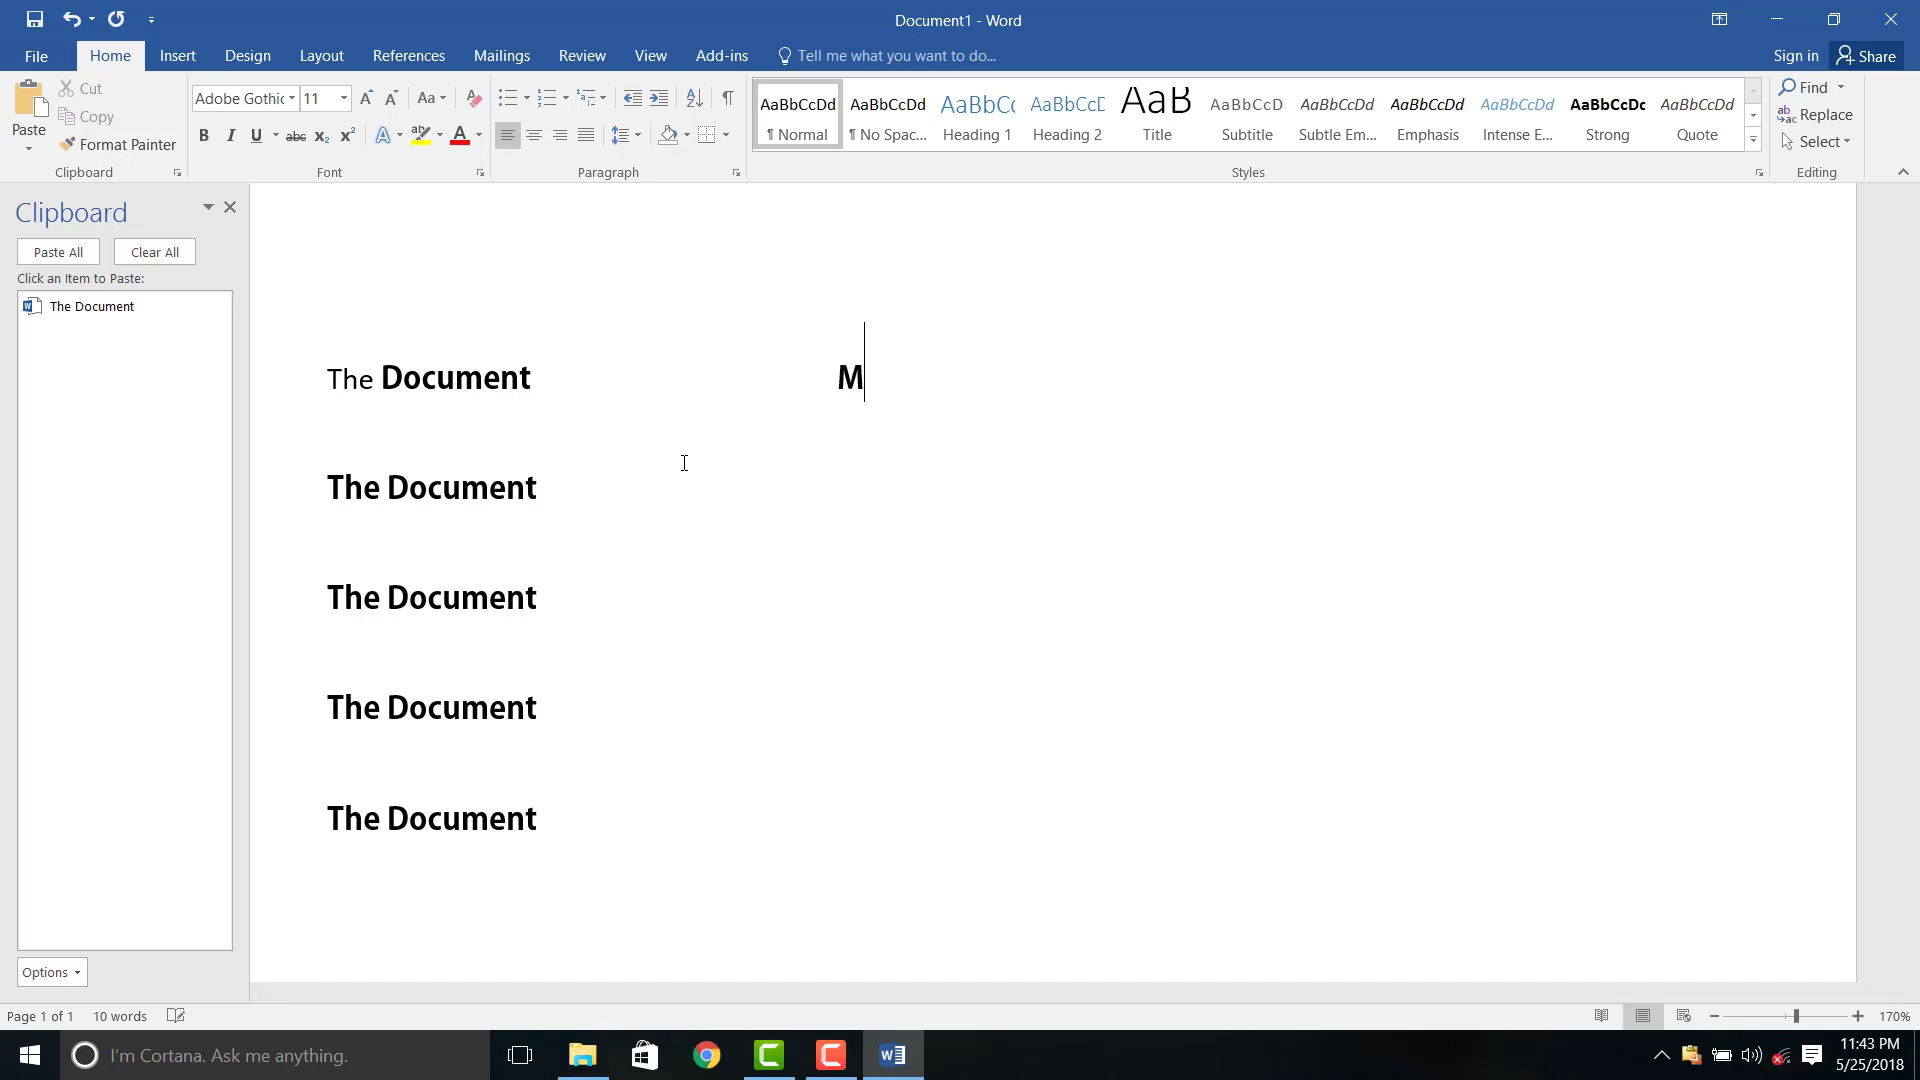 Document1 - Word
File Home Insert Design Layout References Mailings Review View Add-ins Tell me what you want to do... Sign in Share
Paste Cut Copy Format Painter
Clipboard
Adobe Gothic 11 Aa
B I U abc X₂ X² A ab A
Font
Paragraph
AaBbCcDd AaBbCcDd AaBbCc AaBbCcD AaB AaBbCcD AaBbCcDd AaBbCcDd AaBbCcDd AaBbCcDc AaBbCcDd
¶ Normal ¶ No Spac... Heading 1 Heading 2 Title Subtitle Subtle Em... Emphasis Intense E... Strong Quote
Styles
Find
Replace
Select
Editing
Clipboard
Paste All Clear All
Click an Item to Paste:
The Document
Options
The Document M
The Document
The Document
The Document
The Document
Page 1 of 1 10 words 170%
I'm Cortana. Ask me anything.
11:43 PM
5/25/2018